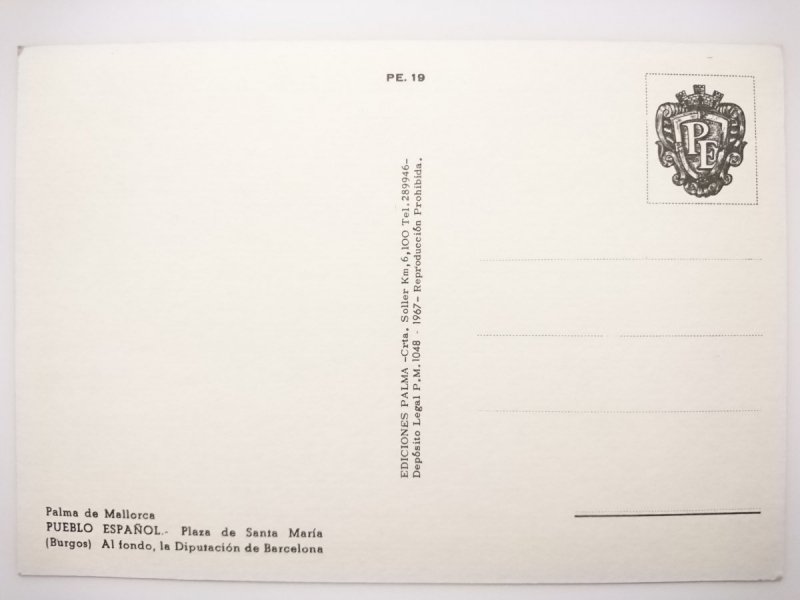 PE. 19
PE
EDICIONES PALMA -Crta. Soller Km, 6,100 Tel. 289946-
Depósito Legal P.M. 1048 - 1967- Reproducción Prohibida.
Palma de Mallorca
PUEBLO ESPAÑOL.- Plaza de Santa María
(Burgos) Al fondo, la Diputación de Barcelona